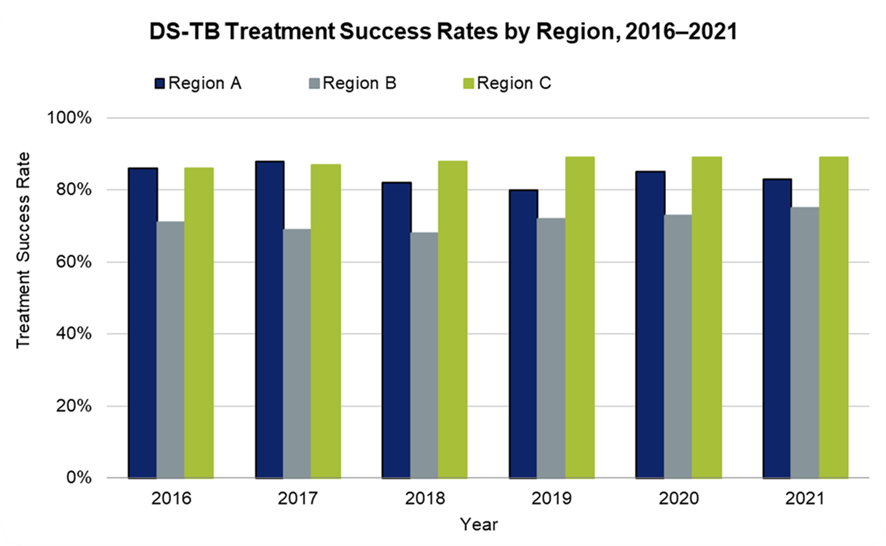 DS-TB Treatment Success Rates by Region, 2016–2021
Region A Region B Region C
Treatment Success Rate
100%
80%
60%
40%
20%
0%
2016 2017 2018 2019 2020 2021
Year